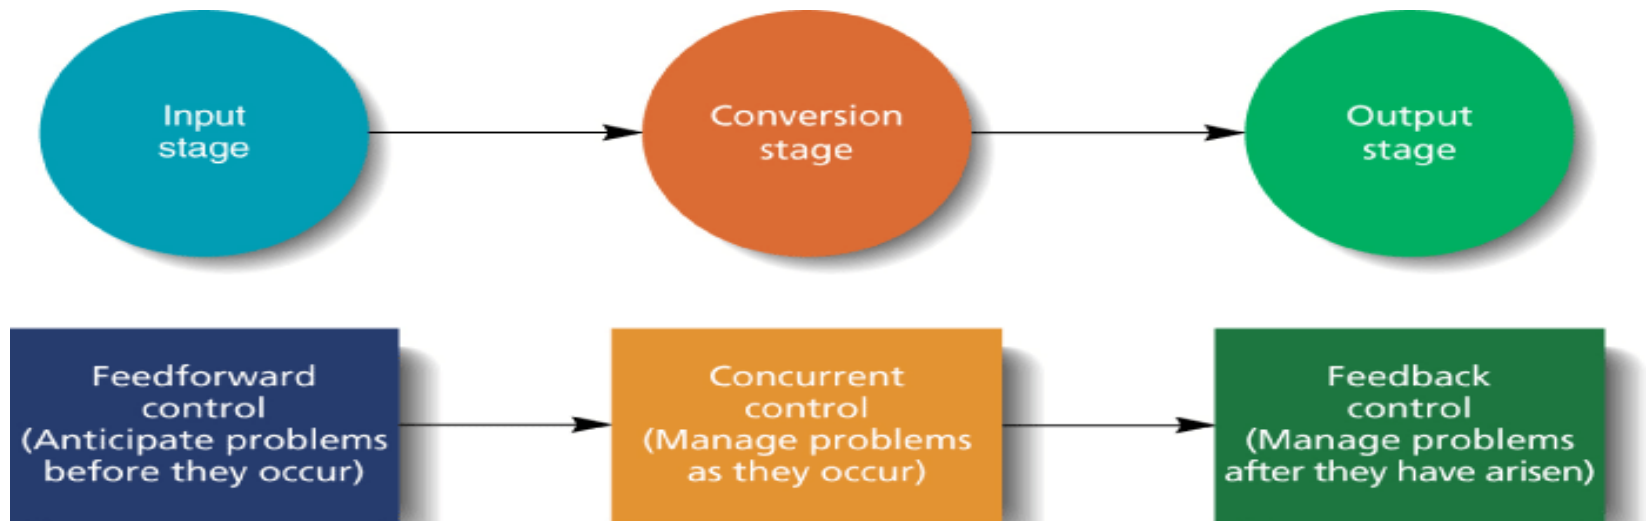 Input
stage
Conversion
stage
Output
stage
Feedforward
control
(Anticipate problems
before they occur)
Concurrent
control
(Manage problems
as they occur)
Feedback
control
(Manage problems
after they have arisen)